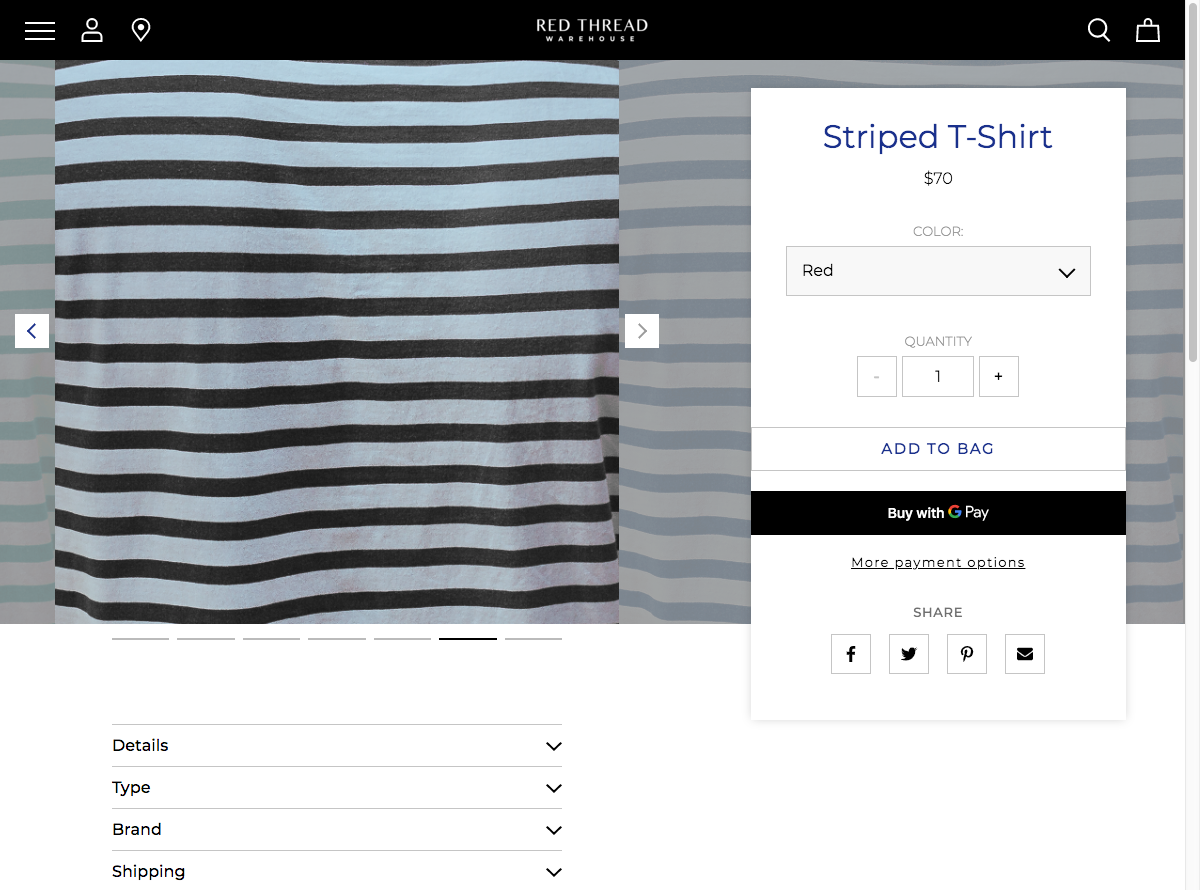 RED THREAD
WAREHOUSE
Striped T-Shirt
$70
COLOR:
Red
QUANTITY
- 1 +
ADD TO BAG
Buy with G Pay
More payment options
SHARE
Details
Type
Brand
Shipping